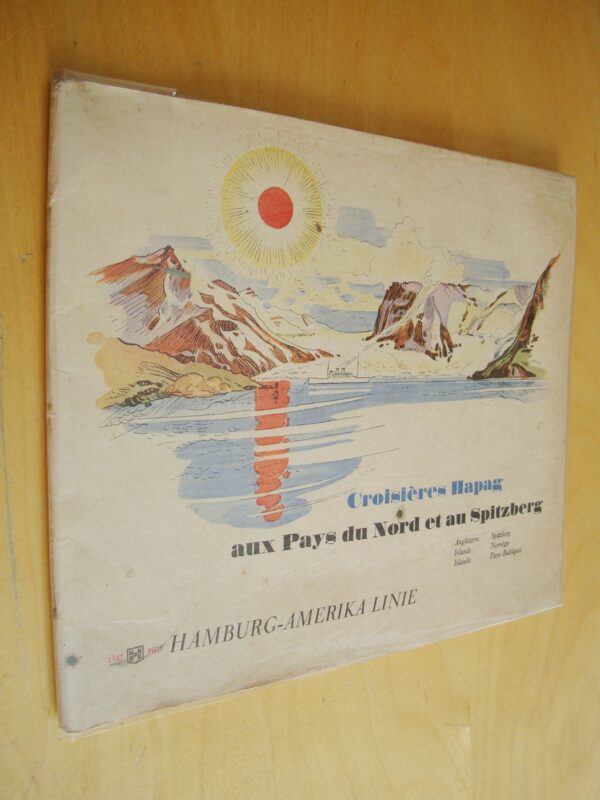 Croisières Hapag
aux Pays du Nord et au Spitzberg
Angleterre Spitzberg
Irlande Norvège
Islande Pays Baltiques
1847
HAMBURG-AMERIKA LINIE